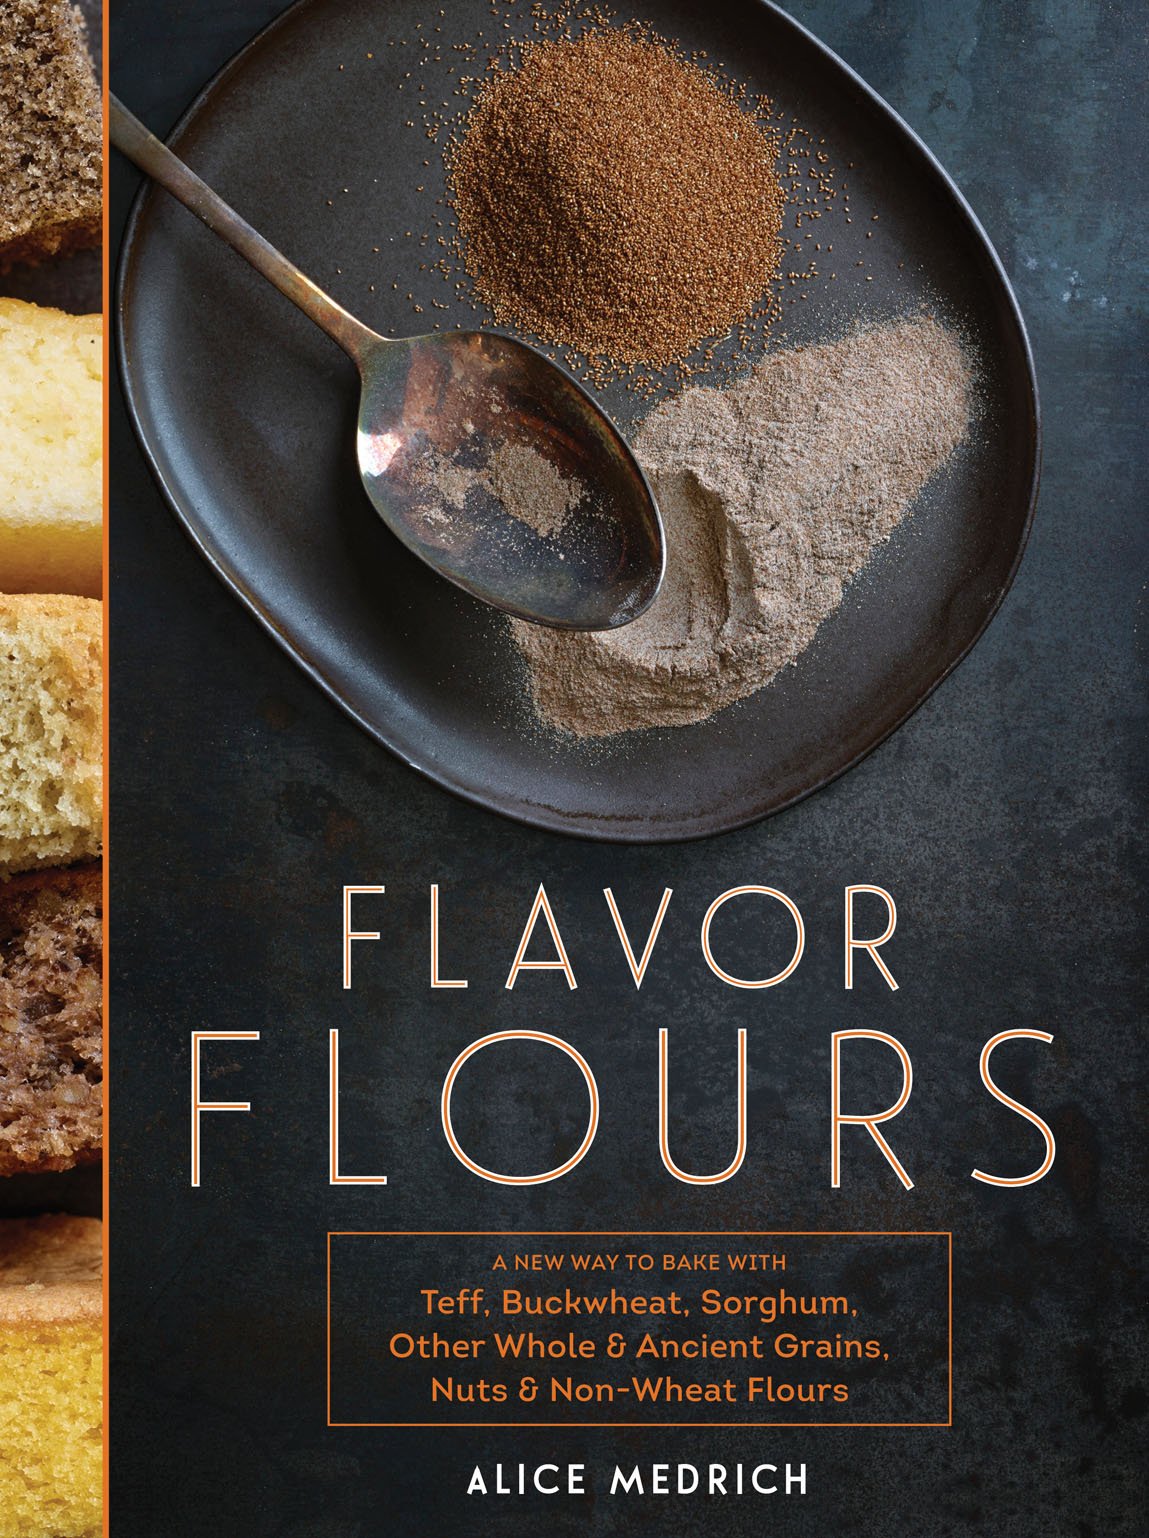 FLAVOR
FLOURS
A NEW WAY TO BAKE WITH
Teff, Buckwheat, Sorghum,
Other Whole & Ancient Grains,
Nuts & Non-Wheat Flours
ALICE MEDRICH